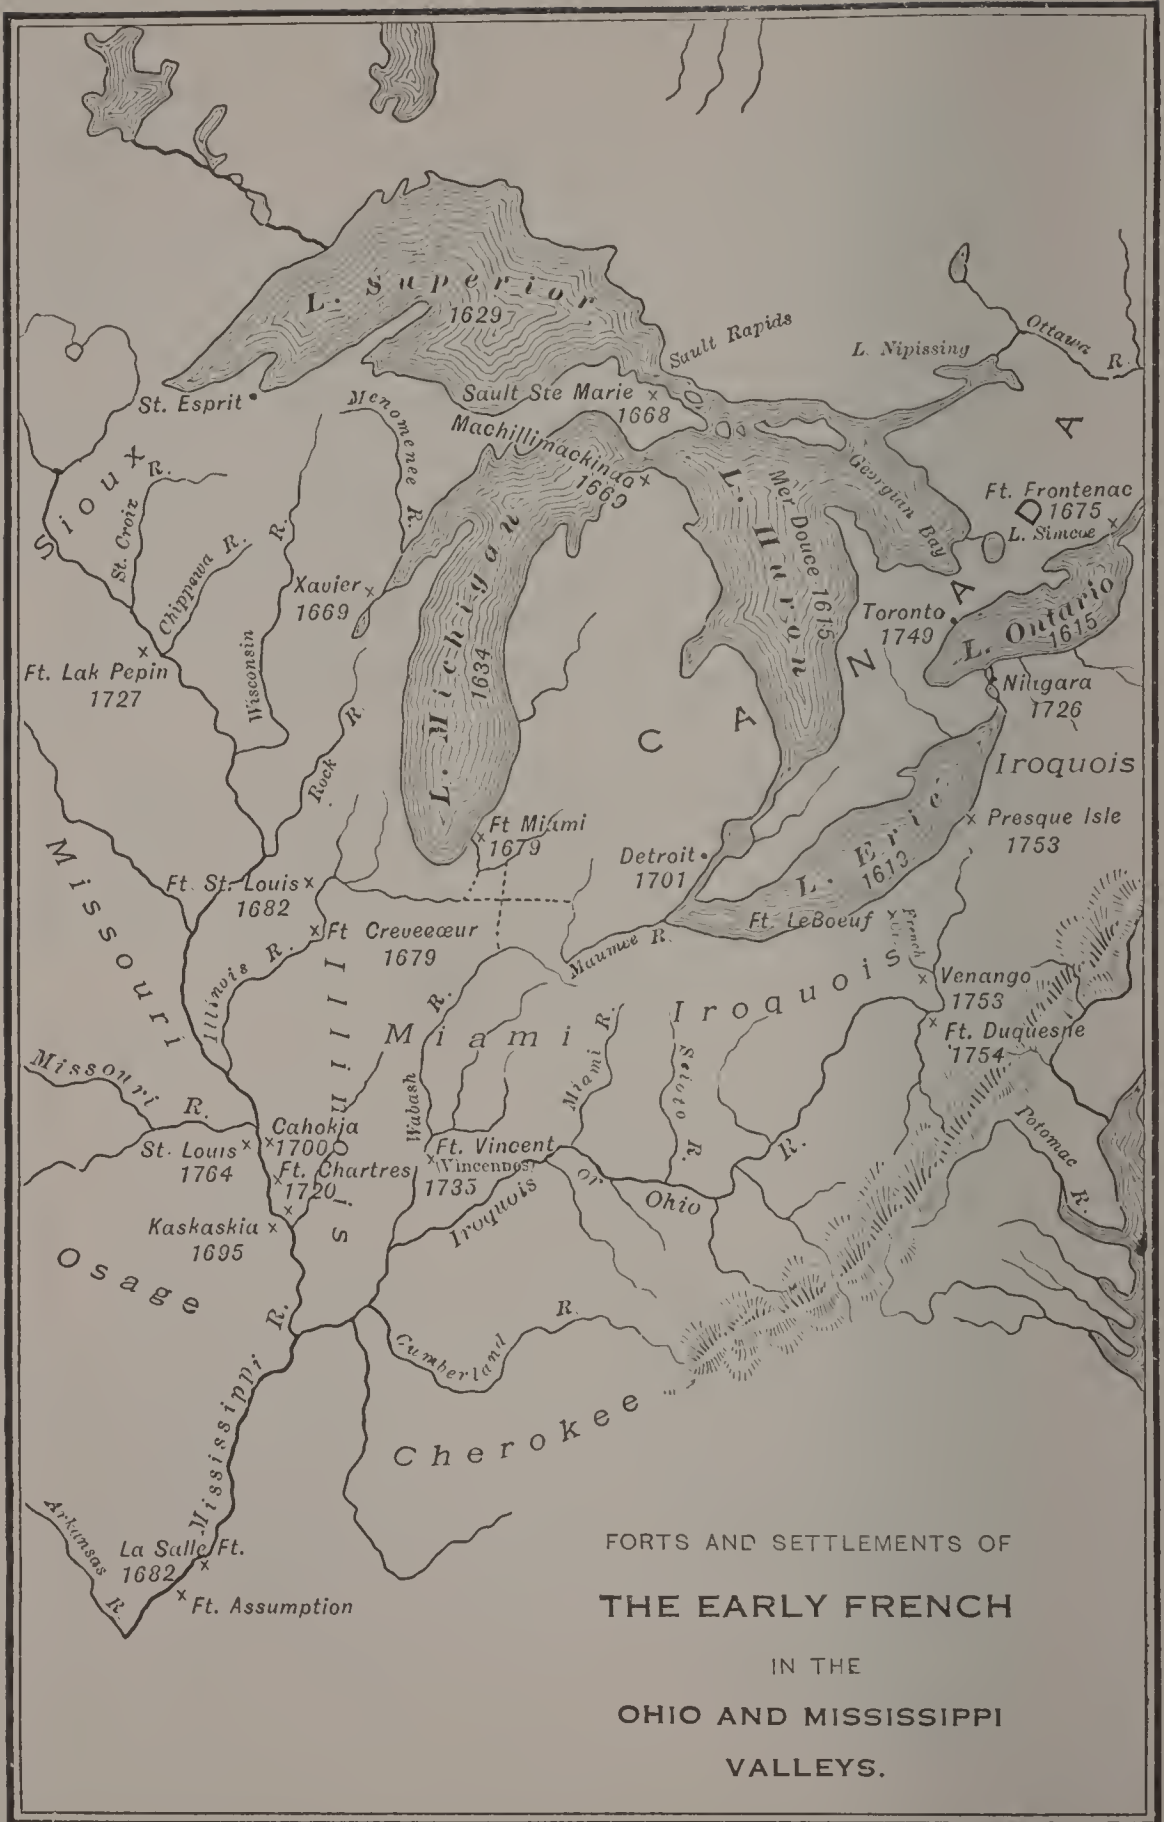 L. Superior
1629
Sault Rapids
L. Nipissing
Ottawa
R.
St. Esprit
Menomenee R.
Sault Ste Marie
1668
Machillimackinac
1669
Sioux
R.
St. Croix
Chippewa R.
R.
Wisconsin
Xavier
1669
L. Michigan
1634
L. Huron
Mer Douce 1615
Georgian Bay
Ft. Frontenac
1675
L. Simcoe
CANADA
Toronto
1749
L. Ontario
1615
Niagara
1726
Iroquois
Ft. Lak Pepin
1727
Rock R.
Ft Miami
1679
Detroit
1701
L. Erie
1613
Presque Isle
1753
Missouri
Ft. St. Louis
1682
Ft Creveeœur
1679
Illinois R.
Maumee R.
Ft. LeBoeuf
French
Cr.
Venango
1753
Ft. Duquesne
1754
Illinois
Miami
Iroquois
R.
Wabash
Miami R.
Scioto R.
Missouri R.
Cahokia
1700
St. Louis
1764
Ft. Chartres
1720
Ft. Vincent
(Vincennes)
1735
Iroquois or Ohio R.
Potomac R.
Kaskaskia
1695
Osage
Cumberland R.
Mississippi R.
Cherokee
Arkansas R.
La Salle Ft.
1682
Ft. Assumption
FORTS AND SETTLEMENTS OF
THE EARLY FRENCH
IN THE
OHIO AND MISSISSIPPI
VALLEYS.